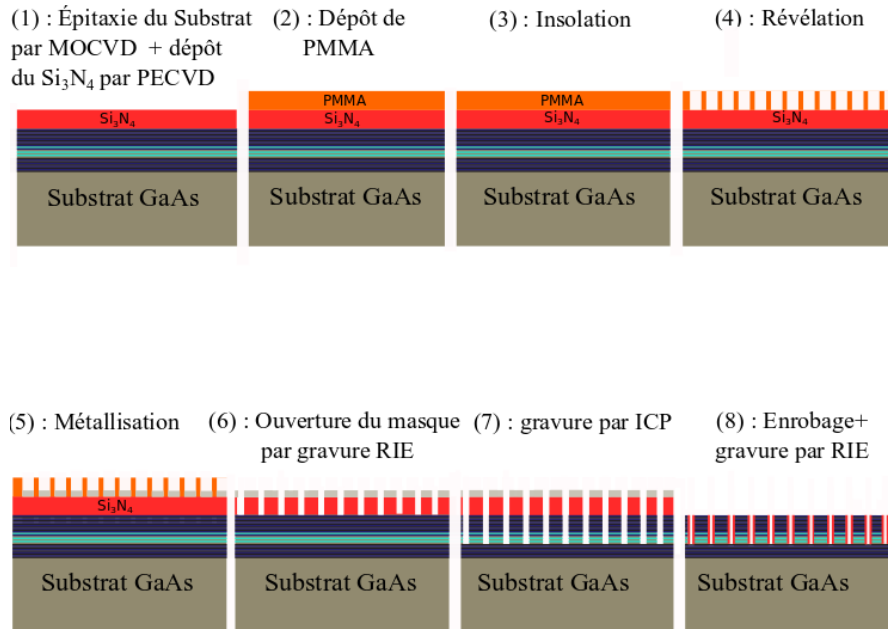 (1) : Épitaxie du Substrat
par MOCVD + dépôt
du Si₃N₄ par PECVD
(2) : Dépôt de
PMMA
(3) : Insolation
(4) : Révélation
Si₃N₄
Substrat GaAs
PMMA
Si₃N₄
Substrat GaAs
PMMA
Si₃N₄
Substrat GaAs
Si₃N₄
Substrat GaAs
(5) : Métallisation
(6) : Ouverture du masque
par gravure RIE
(7) : gravure par ICP
(8) : Enrobage+
gravure par RIE
Si₃N₄
Substrat GaAs
Substrat GaAs
Substrat GaAs
Substrat GaAs